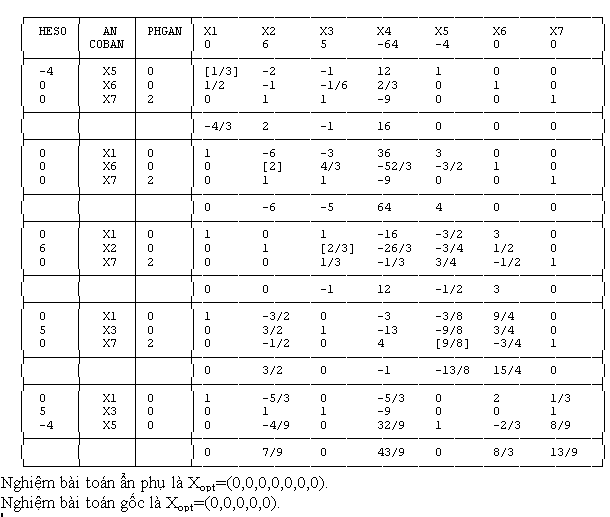 HESO AN PHGAN X1 X2 X3 X4 X5 X6 X7
COBAN 0 6 5 -64 -4 0 0
-4 X5 0 [1/3] -2 -1 12 1 0 0
0 X6 0 1/2 -1 -1/6 2/3 0 1 0
0 X7 2 0 1 1 -9 0 0 1
-4/3 2 -1 16 0 0 0
0 X1 0 1 -6 -3 36 3 0 0
0 X6 0 0 [2] 4/3 -52/3 -3/2 1 0
0 X7 2 0 1 1 -9 0 0 1
0 -6 -5 64 4 0 0
0 X1 0 1 0 1 -16 -3/2 3 0
6 X2 0 0 1 [2/3] -26/3 -3/4 1/2 0
0 X7 2 0 0 1/3 -1/3 3/4 -1/2 1
0 0 -1 12 -1/2 3 0
0 X1 0 1 -3/2 0 -3 -3/8 9/4 0
5 X3 0 0 3/2 1 -13 -9/8 3/4 0
0 X7 2 0 -1/2 0 4 [9/8] -3/4 1
0 3/2 0 -1 -13/8 15/4 0
0 X1 0 1 -5/3 0 -5/3 0 2 1/3
5 X3 0 0 1 1 -9 0 0 1
-4 X5 0 0 -4/9 0 32/9 1 -2/3 8/9
0 7/9 0 43/9 0 8/3 13/9
Nghiệm bài toán ẩn phụ là Xopt=(0,0,0,0,0,0,0).
Nghiệm bài toán gốc là Xopt=(0,0,0,0,0).